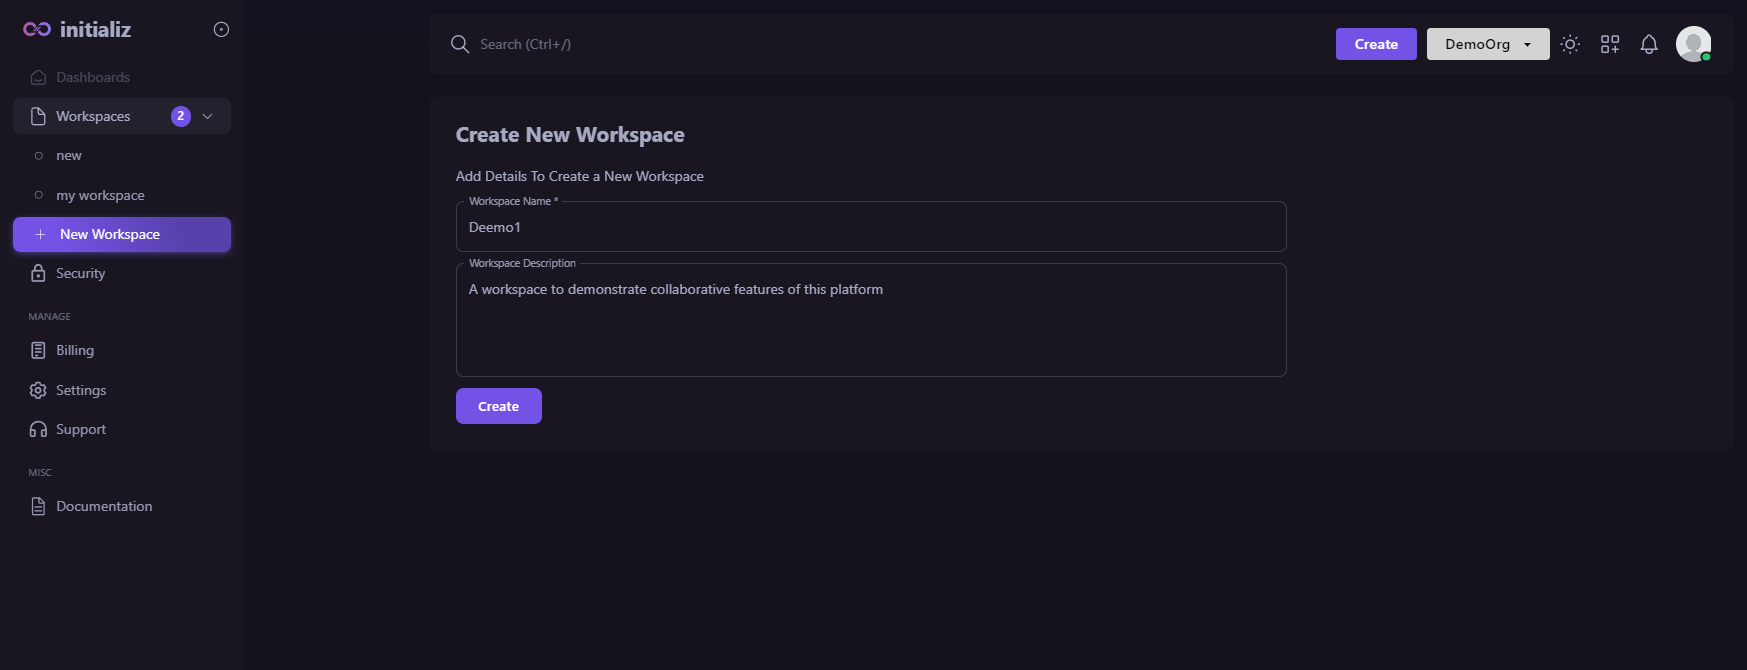 initializ
Dashboards
Workspaces 2
new
my workspace
+ New Workspace
Security
MANAGE
Billing
Settings
Support
MISC
Documentation
Search (Ctrl+/)
Create
DemoOrg
Create New Workspace
Add Details To Create a New Workspace
Workspace Name *
Deemo1
Workspace Description
A workspace to demonstrate collaborative features of this platform
Create